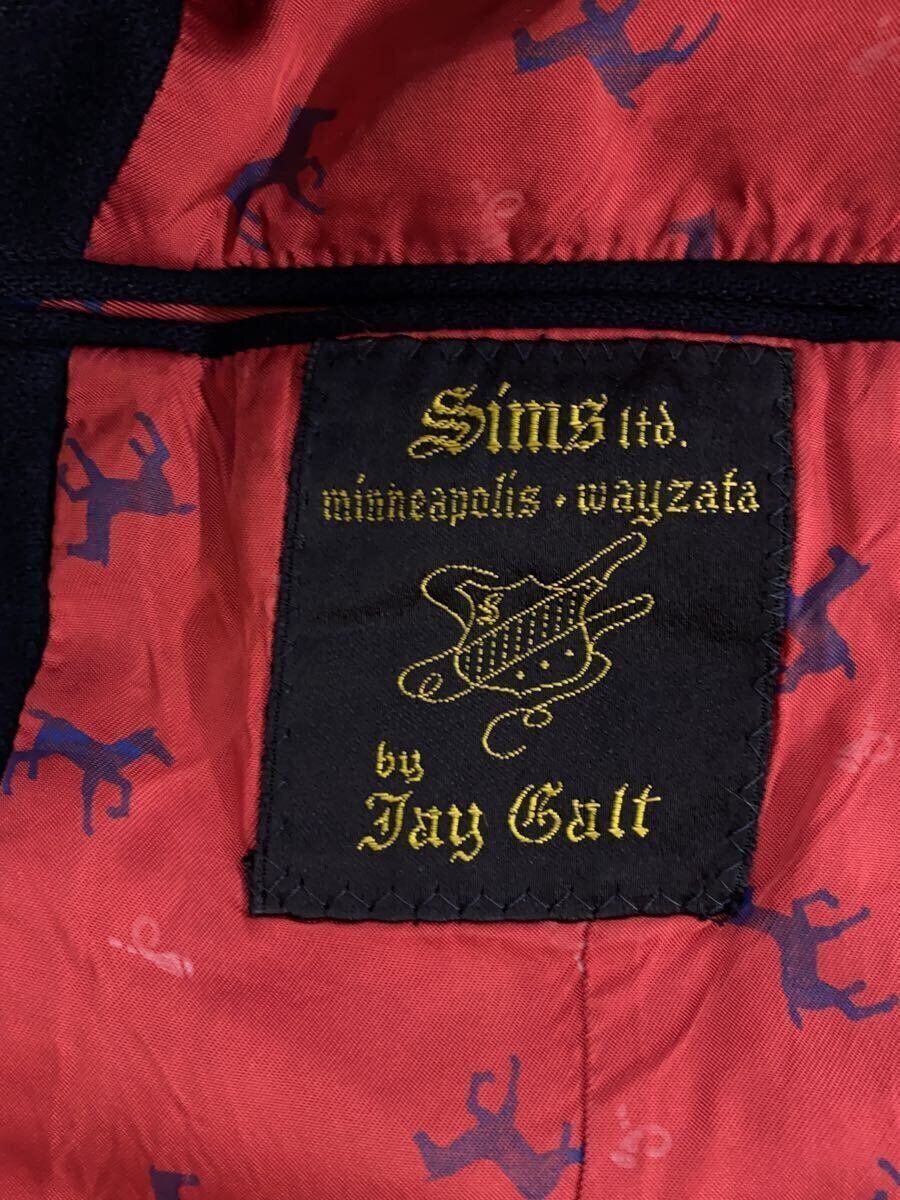 Sims ltd.
minneapolis • wayzata
S
by
Jay Galt